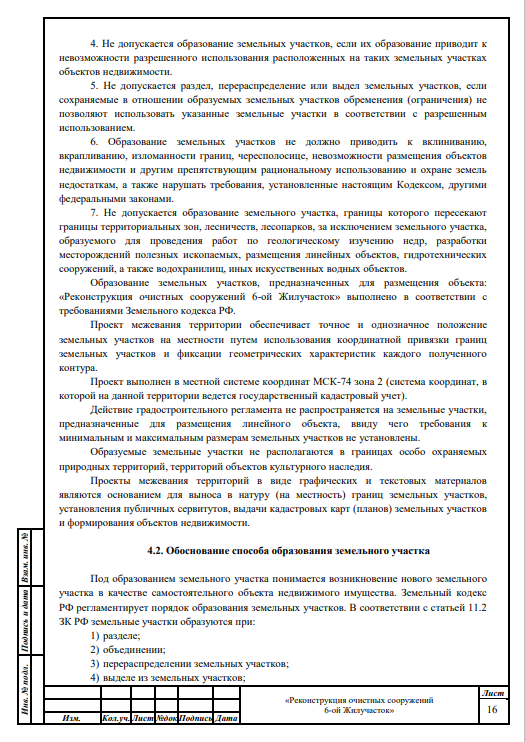 4. Не допускается образование земельных участков, если их образование приводит к
невозможности разрешенного использования расположенных на таких земельных участках
объектов недвижимости.
5. Не допускается раздел, перераспределение или выдел земельных участков, если
сохраняемые в отношении образуемых земельных участков обременения (ограничения) не
позволяют использовать указанные земельные участки в соответствии с разрешенным
использованием.
6. Образование земельных участков не должно приводить к вклиниванию,
вкрапливанию, изломанности границ, чересполосице, невозможности размещения объектов
недвижимости и другим препятствующим рациональному использованию и охране земель
недостаткам, а также нарушать требования, установленные настоящим Кодексом, другими
федеральными законами.
7. Не допускается образование земельного участка, границы которого пересекают
границы территориальных зон, лесничеств, лесопарков, за исключением земельного участка,
образуемого для проведения работ по геологическому изучению недр, разработки
месторождений полезных ископаемых, размещения линейных объектов, гидротехнических
сооружений, а также водохранилищ, иных искусственных водных объектов.
Образование земельных участков, предназначенных для размещения объекта:
«Реконструкция очистных сооружений 6-ой Жилучасток» выполнено в соответствии с
требованиями Земельного кодекса РФ.
Проект межевания территории обеспечивает точное и однозначное положение
земельных участков на местности путем использования координатной привязки границ
земельных участков и фиксации геометрических характеристик каждого полученного
контура.
Проект выполнен в местной системе координат МСК-74 зона 2 (система координат, в
которой на данной территории ведется государственный кадастровый учет).
Действие градостроительного регламента не распространяется на земельные участки,
предназначенные для размещения линейного объекта, ввиду чего требования к
минимальным и максимальным размерам земельных участков не установлены.
Образуемые земельные участки не располагаются в границах особо охраняемых
природных территорий, территорий объектов культурного наследия.
Проекты межевания территорий в виде графических и текстовых материалов
являются основанием для выноса в натуру (на местность) границ земельных участков,
установления публичных сервитутов, выдачи кадастровых карт (планов) земельных участков
и формирования объектов недвижимости.
4.2. Обоснование способа образования земельного участка
Под образованием земельного участка понимается возникновение нового земельного
участка в качестве самостоятельного объекта недвижимого имущества. Земельный кодекс
РФ регламентирует порядок образования земельных участков. В соответствии с статьей 11.2
ЗК РФ земельные участки образуются при:
1) разделе;
2) объединении;
3) перераспределении земельных участков;
4) выделе из земельных участков;
Взам. инв. №
Подпись и дата
Инв. № подл.
Изм. Кол.уч. Лист №док Подпись Дата
«Реконструкция очистных сооружений
6-ой Жилучасток»
Лист
16